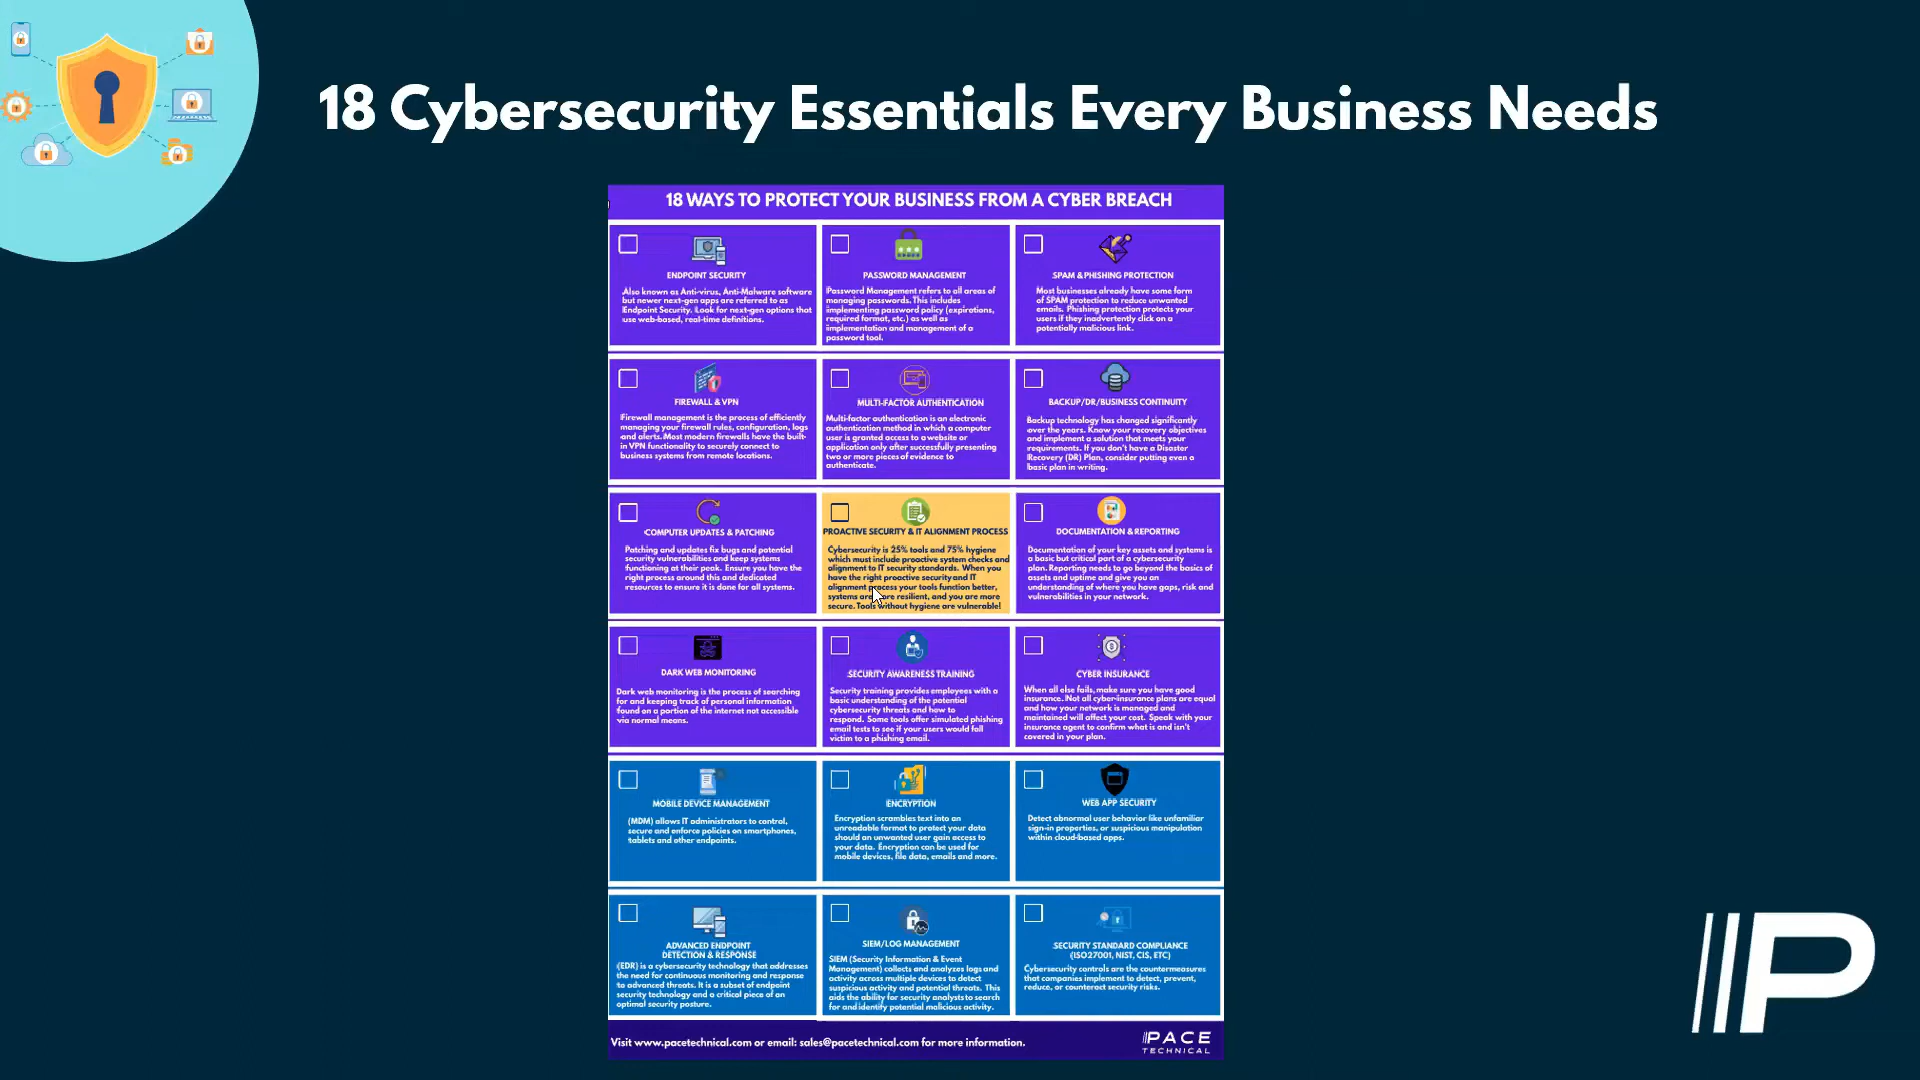 18 Cybersecurity Essentials Every Business Needs
18 WAYS TO PROTECT YOUR BUSINESS FROM A CYBER BREACH
ENDPOINT SECURITY
Also known as Anti-virus, Anti-Malware software
but newer next-gen apps are referred to as
Endpoint Security. Look for next-gen options that
use web-based, real-time definitions.
PASSWORD MANAGEMENT
Password Management refers to all areas of
managing passwords. This includes
implementing password policy (expirations,
required format, etc.) as well as
implementation and management of a
password tool.
SPAM & PHISHING PROTECTION
Most businesses already have some form
of SPAM protection to reduce unwanted
emails. Phishing protection protects your
users if they inadvertently click on a
potentially malicious link.
FIREWALL & VPN
Firewall management is the process of efficiently
managing your firewall rules, configuration, logs
and alerts. Most modern firewalls have the built-
in VPN functionality to securely connect to
business systems from remote locations.
MULTI-FACTOR AUTHENTICATION
Multi-factor authentication is an electronic
authentication method in which a computer
user is granted access to a website or
application only after successfully presenting
two or more pieces of evidence to
authenticate.
BACKUP/DR/BUSINESS CONTINUITY
Backup technology has changed significantly
over the years. Know your recovery objectives
and implement a solution that meets your
requirements. If you don't have a Disaster
Recovery (DR) Plan, consider putting even a
basic plan in writing.
COMPUTER UPDATES & PATCHING
Patching and updates fix bugs and potential
security vulnerabilities and keep systems
functioning at their peak. Ensure you have the
right process around this and dedicated
resources to ensure it is done for all systems.
PROACTIVE SECURITY & IT ALIGNMENT PROCESS
Cybersecurity is 25% tools and 75% hygiene
which must include proactive system checks and
alignment to IT security standards. When you
have the right proactive security and IT
alignment process your tools function better,
systems are more resilient, and you are more
secure. Tools without hygiene are vulnerable!
DOCUMENTATION & REPORTING
Documentation of your key assets and systems is
a basic but critical part of a cybersecurity
plan. Reporting needs to go beyond the basics of
assets and uptime and give you an
understanding of where you have gaps, risk and
vulnerabilities in your network.
DARK WEB MONITORING
Dark web monitoring is the process of searching
for and keeping track of personal information
found on a portion of the internet not accessible
via normal means.
SECURITY AWARENESS TRAINING
Security training provides employees with a
basic understanding of the potential
cybersecurity threats and how to
respond. Some tools offer simulated phishing
email tests to see if your users would fall
victim to a phishing email.
CYBER INSURANCE
When all else fails, make sure you have good
insurance. Not all cyber-insurance plans are equal
and how your network is managed and
maintained will affect your cost. Speak with your
insurance agent to confirm what is and isn't
covered in your plan.
MOBILE DEVICE MANAGEMENT
(MDM) allows IT administrators to control,
secure and enforce policies on smartphones,
tablets and other endpoints.
ENCRYPTION
Encryption scrambles text into an
unreadable format to protect your data
should an unwanted user gain access to
your data. Encryption can be used for
mobile devices, file data, emails and more.
WEB APP SECURITY
Detect abnormal user behavior like unfamiliar
sign-in properties, or suspicious manipulation
within cloud-based apps.
ADVANCED ENDPOINT
DETECTION & RESPONSE
(EDR) is a cybersecurity technology that addresses
the need for continuous monitoring and response
to advanced threats. It is a subset of endpoint
security technology and a critical piece of an
optimal security posture.
SIEM/LOG MANAGEMENT
SIEM (Security Information & Event
Management) collects and analyzes logs and
activity across multiple devices to detect
suspicious activity and potential threats. This
aids the ability for security analysts to search
for and identify potential malicious activity.
SECURITY STANDARD COMPLIANCE
(ISO27001, NIST, CIS, ETC)
Cybersecurity controls are the countermeasures
that companies implement to detect, prevent,
reduce, or counteract security risks.
Visit www.pacetechnical.com or email: sales@pacetechnical.com for more information.
PACE
TECHNICAL
P